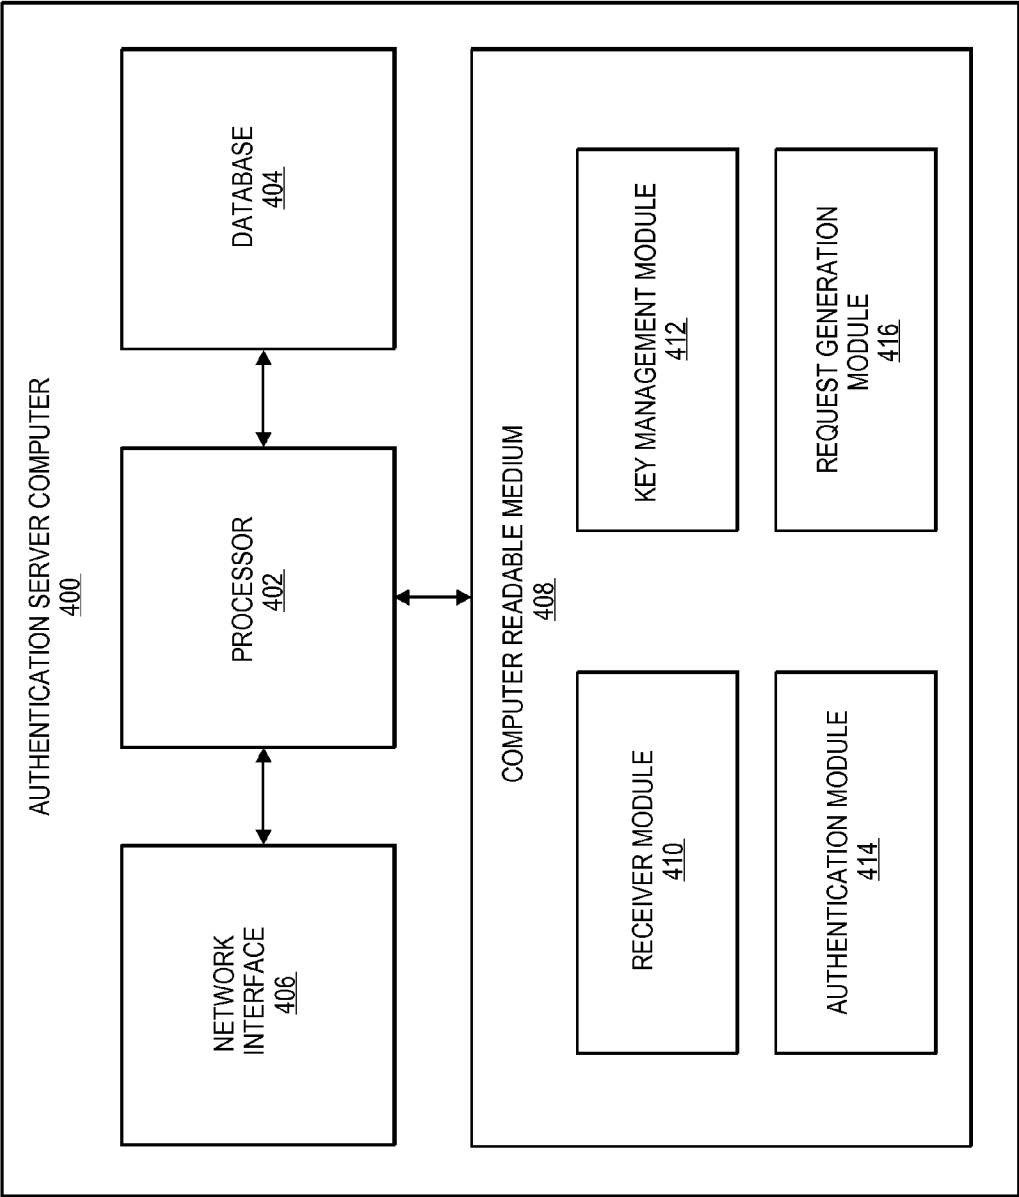 AUTHENTICATION SERVER COMPUTER
400
NETWORK
INTERFACE
406
PROCESSOR
402
DATABASE
404
COMPUTER READABLE MEDIUM
408
RECEIVER MODULE
410
KEY MANAGEMENT MODULE
412
AUTHENTICATION MODULE
414
REQUEST GENERATION
MODULE
416